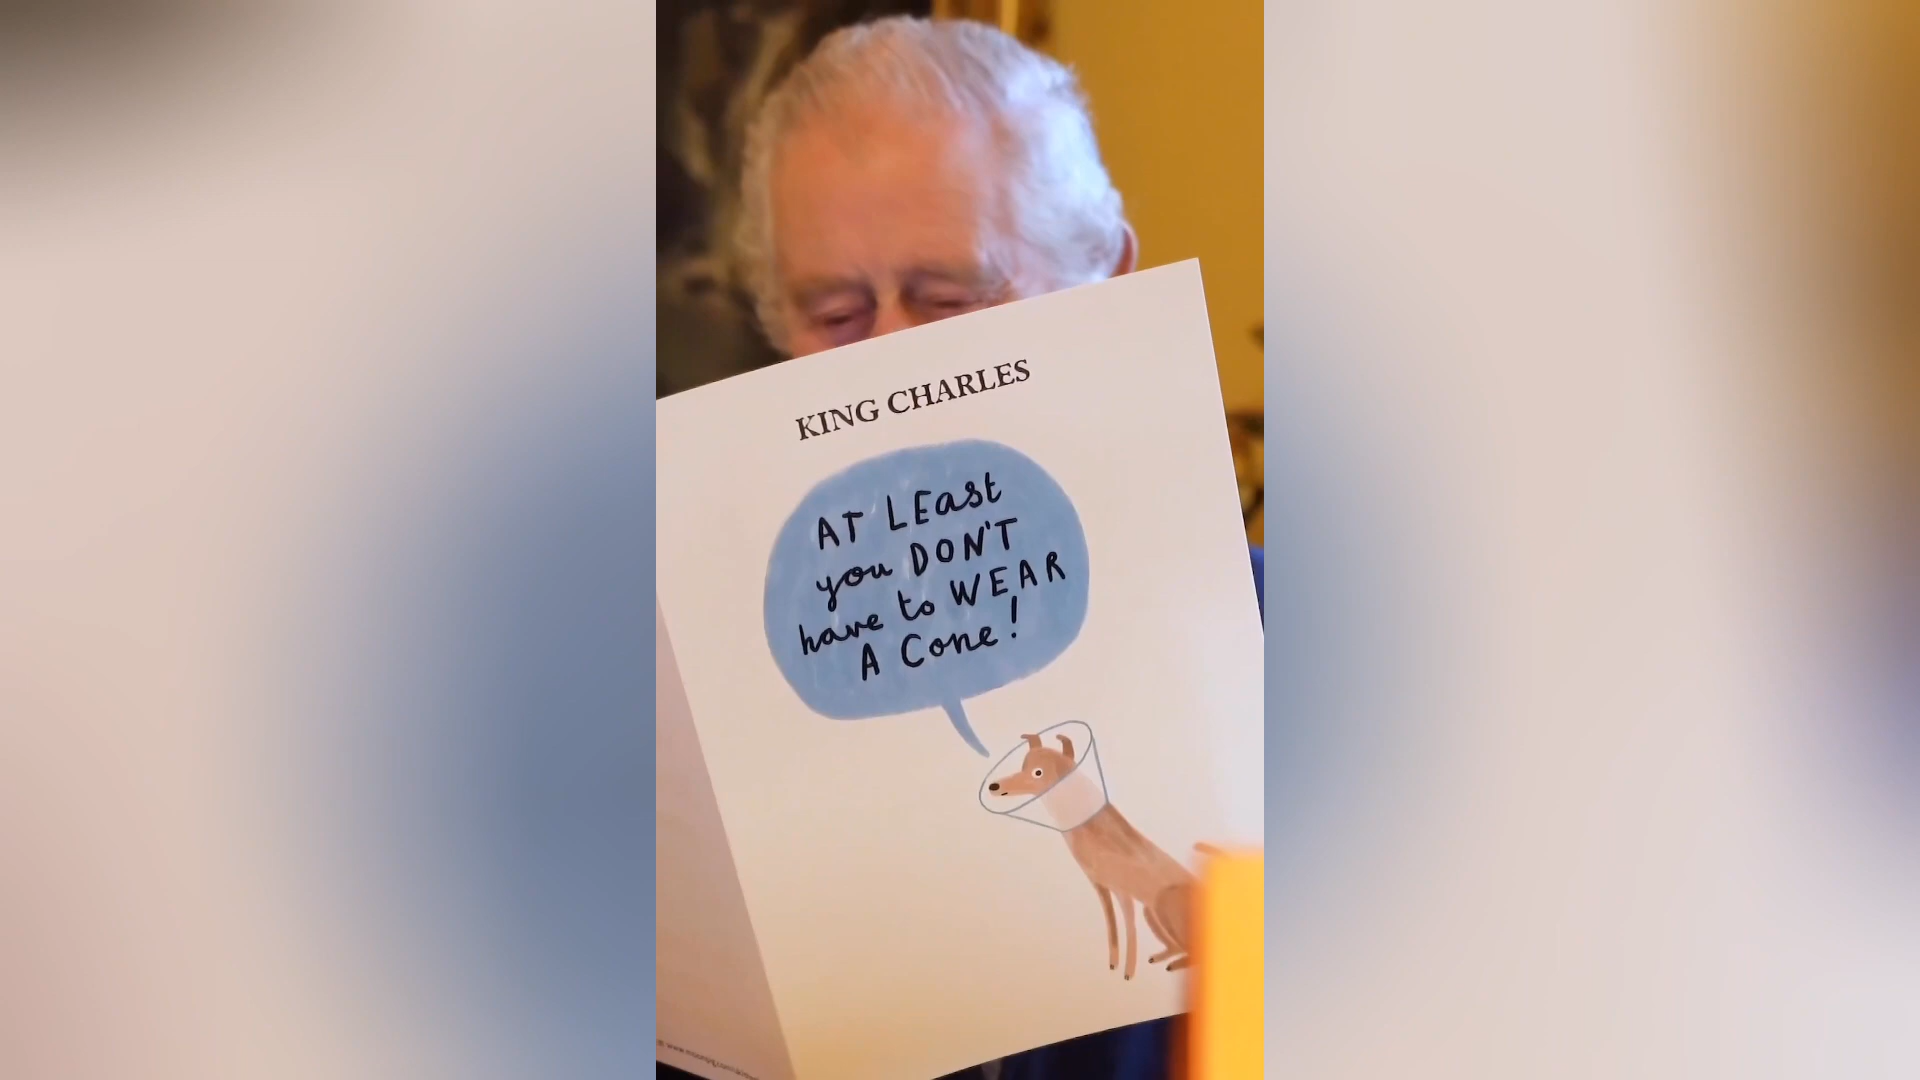 KING CHARLES
AT LEast
you DON'T
have to WEAR
A Cone!